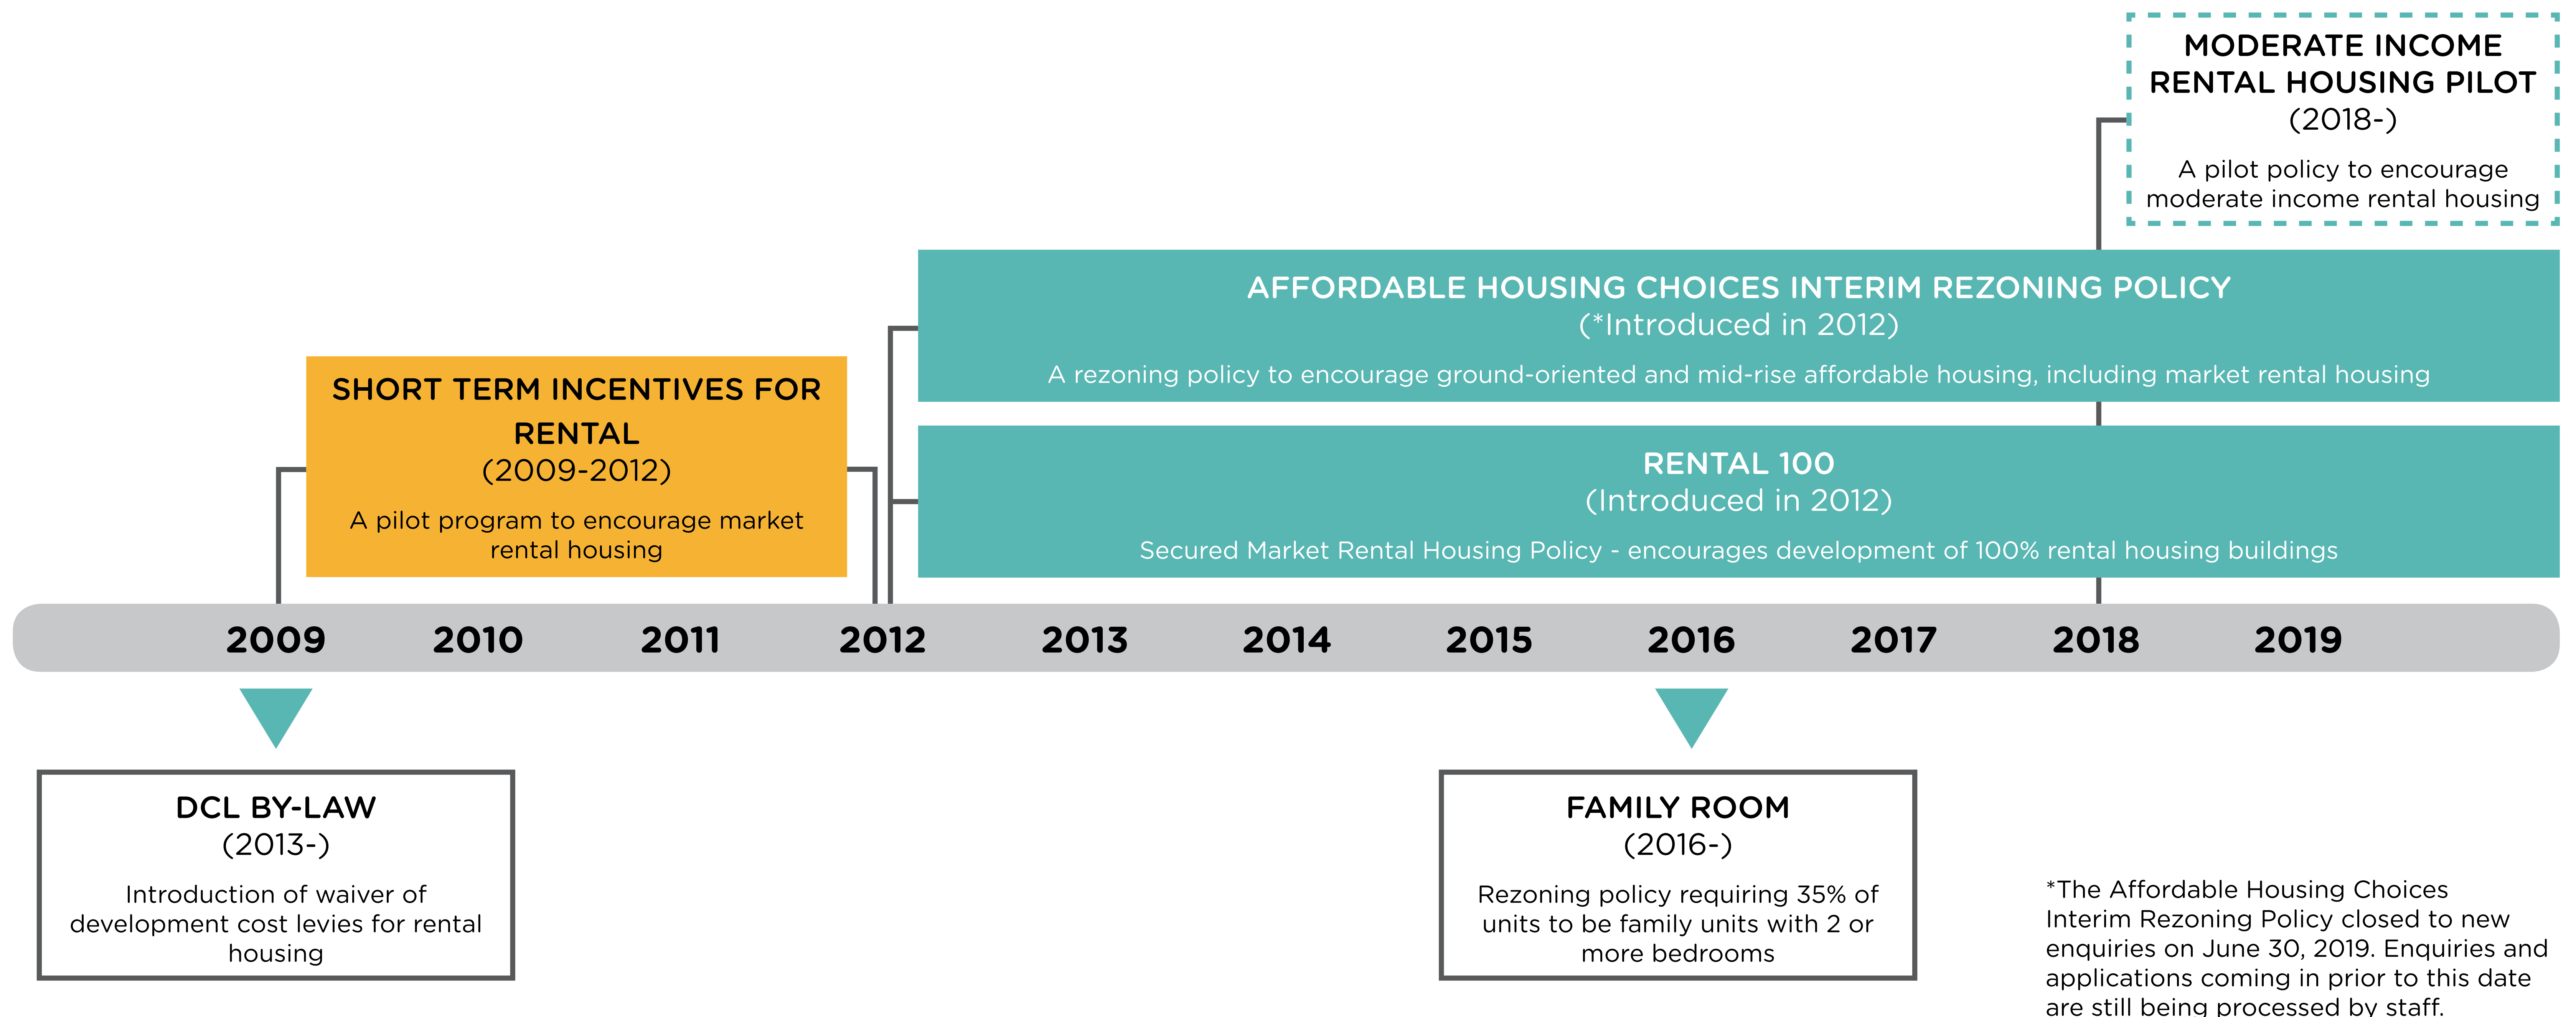 MODERATE INCOME
RENTAL HOUSING PILOT
(2018-)
A pilot policy to encourage
moderate income rental housing
AFFORDABLE HOUSING CHOICES INTERIM REZONING POLICY
(*Introduced in 2012)
A rezoning policy to encourage ground-oriented and mid-rise affordable housing, including market rental housing
SHORT TERM INCENTIVES FOR
RENTAL
(2009-2012)
A pilot program to encourage market
rental housing
RENTAL 100
(Introduced in 2012)
Secured Market Rental Housing Policy - encourages development of 100% rental housing buildings
2009 2010 2011 2012 2013 2014 2015 2016 2017 2018 2019
DCL BY-LAW
(2013-)
Introduction of waiver of
development cost levies for rental
housing
FAMILY ROOM
(2016-)
Rezoning policy requiring 35% of
units to be family units with 2 or
more bedrooms
*The Affordable Housing Choices
Interim Rezoning Policy closed to new
enquiries on June 30, 2019. Enquiries and
applications coming in prior to this date
are still being processed by staff.